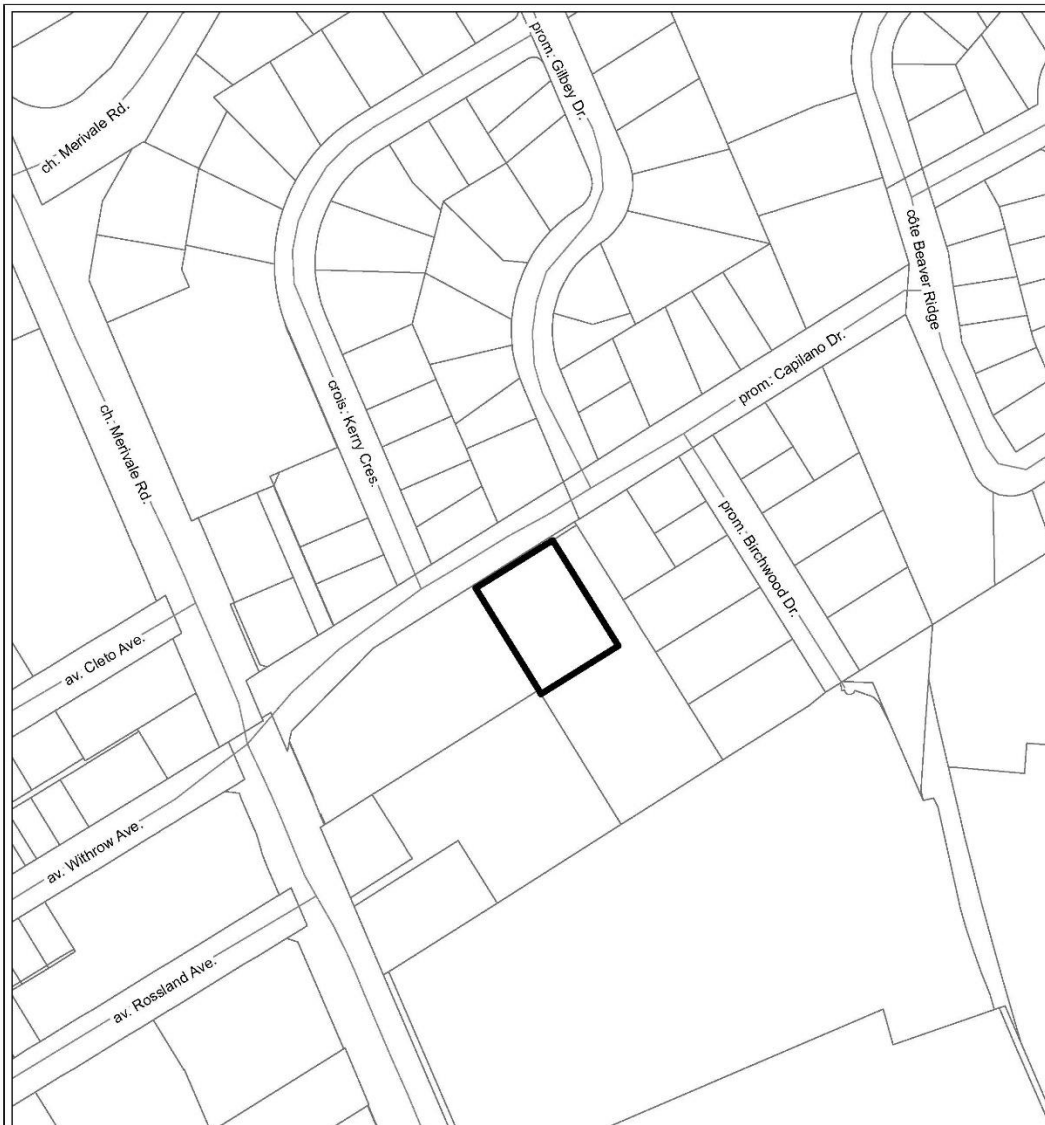 prom. Gilbey Dr.
ch. Merivale Rd.
côte Beaver Ridge
prom. Capilano Dr.
crois. Kerry Cres.
ch. Merivale Rd.
prom. Birchwood Dr.
av. Cleto Ave.
av. Withrow Ave.
av. Rossland Ave.